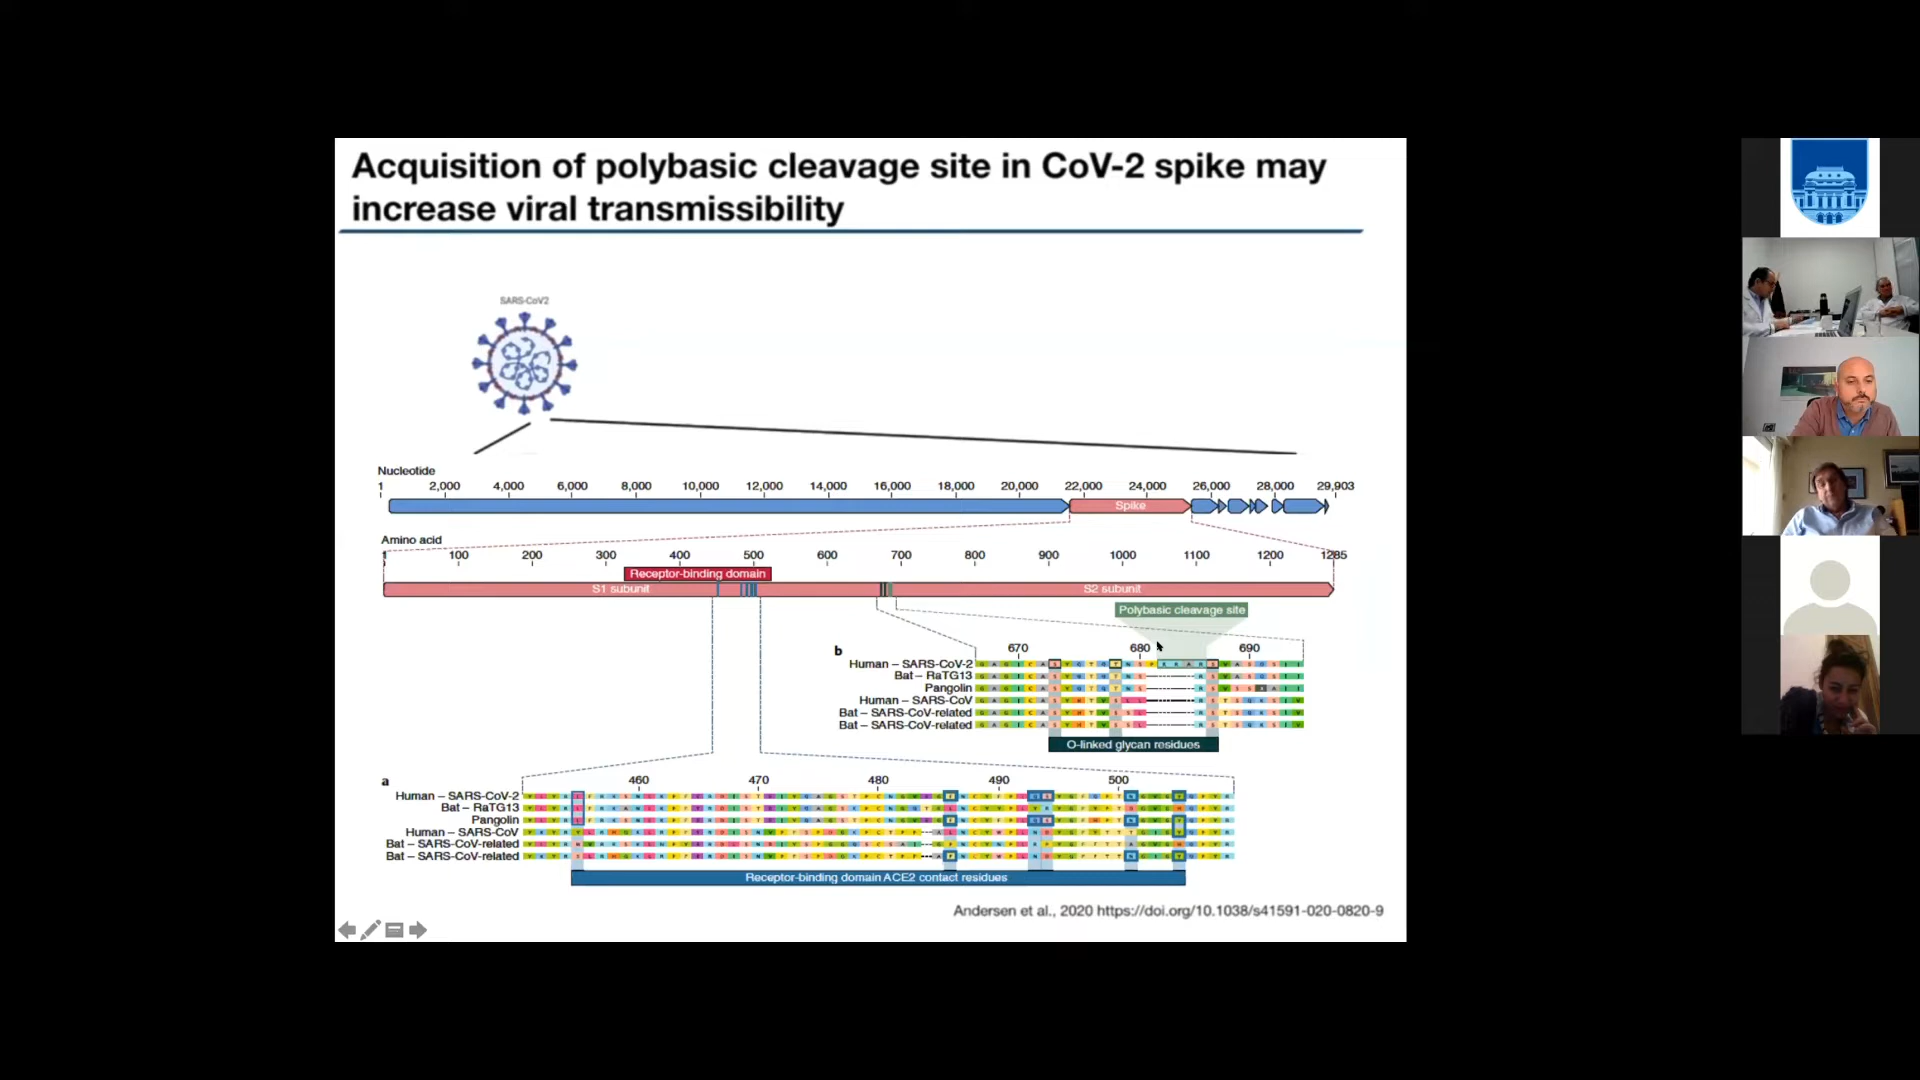 Acquisition of polybasic cleavage site in CoV-2 spike may
increase viral transmissibility
SARS-CoV2
Nucleotide
1 2,000 4,000 6,000 8,000 10,000 12,000 14,000 16,000 18,000 20,000 22,000 24,000 26,000 28,000 29,903
Spike
Amino acid
1 100 200 300 400 500 600 700 800 900 1000 1100 1200 1285
Receptor-binding domain
S1 subunit S2 subunit
Polybasic cleavage site
b 670 680 690
Human – SARS-CoV-2
Bat – RaTG13
Pangolin
Human – SARS-CoV
Bat – SARS-CoV-related
Bat – SARS-CoV-related
O-linked glycan residues
a 460 470 480 490 500
Human – SARS-CoV-2
Bat – RaTG13
Pangolin
Human – SARS-CoV
Bat – SARS-CoV-related
Bat – SARS-CoV-related
Receptor-binding domain ACE2 contact residues
Andersen et al., 2020 https://doi.org/10.1038/s41591-020-0820-9